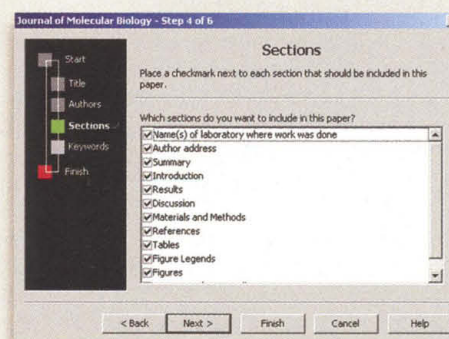 Journal of Molecular Biology - Step 4 of 6
Start
Title
Authors
Sections
Keywords
Finish
Sections
Place a checkmark next to each section that should be included in this
paper.
Which sections do you want to include in this paper?
Name(s) of laboratory where work was done
Author address
Summary
Introduction
Results
Discussion
Materials and Methods
References
Tables
Figure Legends
Figures
< Back
Next >
Finish
Cancel
Help